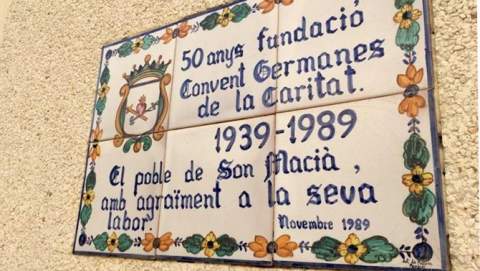 50 anys fundació
Convent Germanes
de la Caritat.
1939-1989
El poble de Son Macià,
amb agraïment a la seva
labor.
Novembre 1989